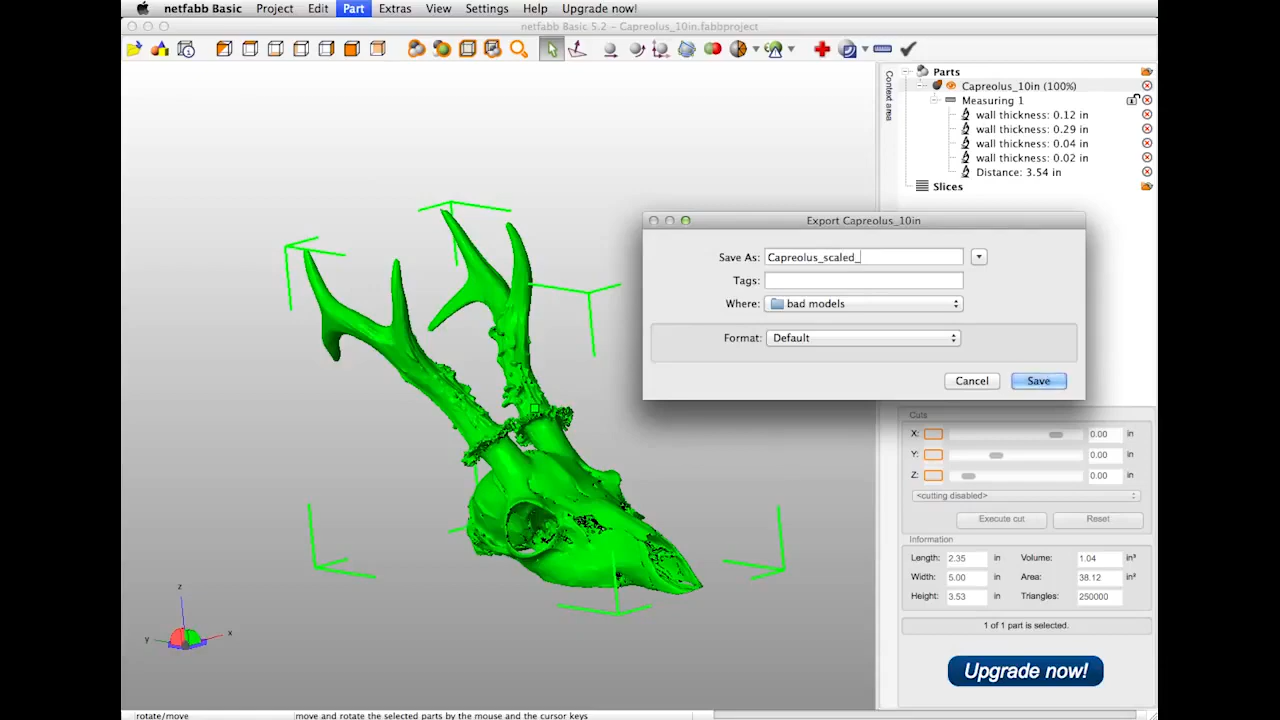 netfabb Basic Project Edit Part Extras View Settings Help Upgrade now!
netfabb Basic 5.2 – Capreolus_10in.fabbproject
Context area
Parts
Capreolus_10in (100%)
Measuring 1
wall thickness: 0.12 in
wall thickness: 0.29 in
wall thickness: 0.04 in
wall thickness: 0.02 in
Distance: 3.54 in
Slices
Export Capreolus_10in
Save As: Capreolus_scaled_
Tags:
Where: bad models
Format: Default
Cancel Save
Cuts
X: 0.00 in
Y: 0.00 in
Z: 0.00 in
<cutting disabled>
Execute cut Reset
Information
Length: 2.35 in Volume: 1.04 in³
Width: 5.00 in Area: 38.12 in²
Height: 3.53 in Triangles: 250000
1 of 1 part is selected.
Upgrade now!
z
y x
rotate/move move and rotate the selected parts by the mouse and the cursor keys